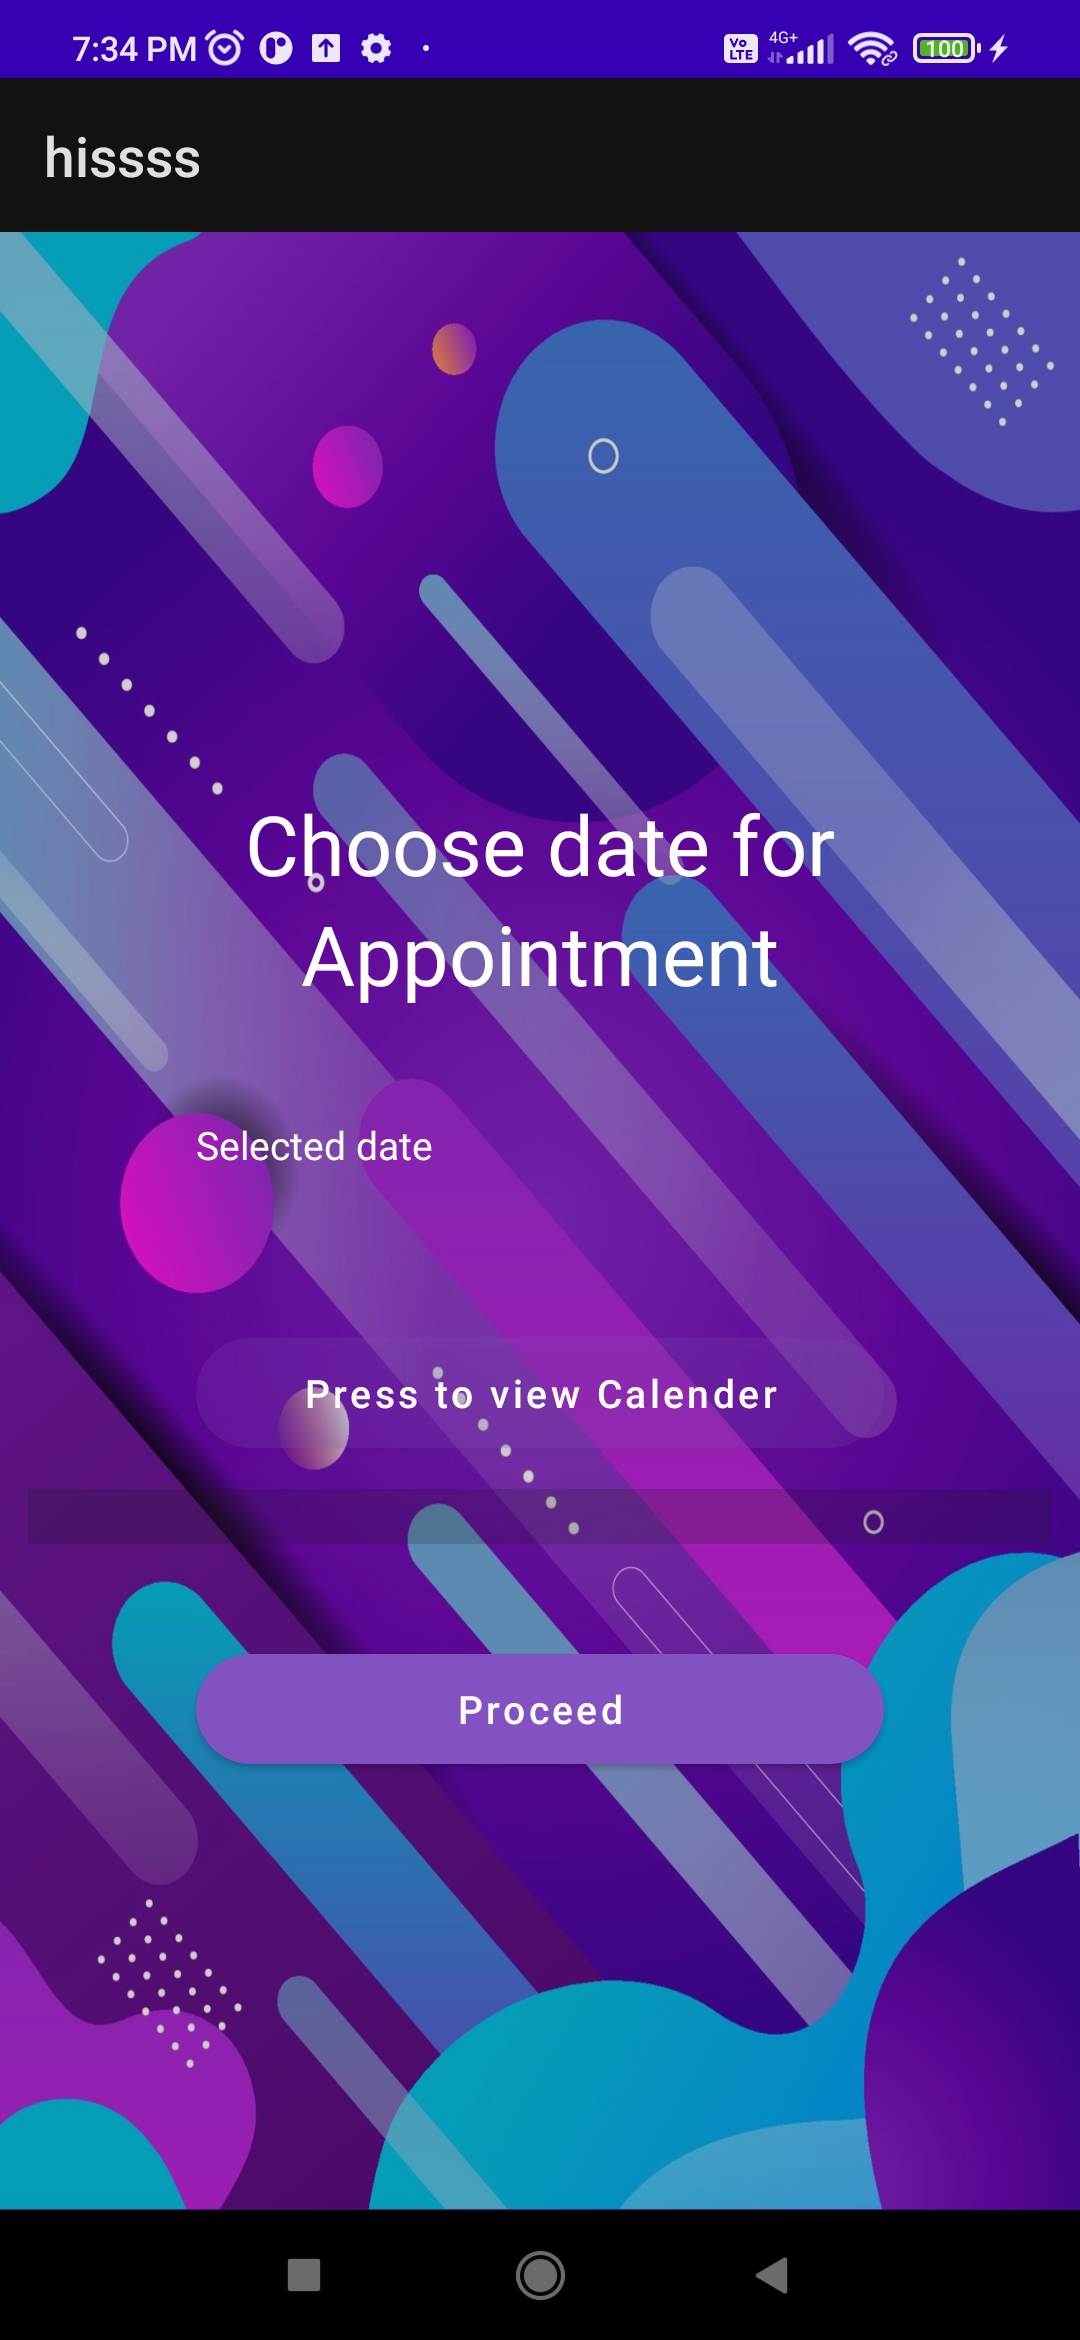 7:34 PM
Vo LTE 4G+ 100
hissss
Choose date for
Appointment
Selected date
Press to view Calender
Proceed